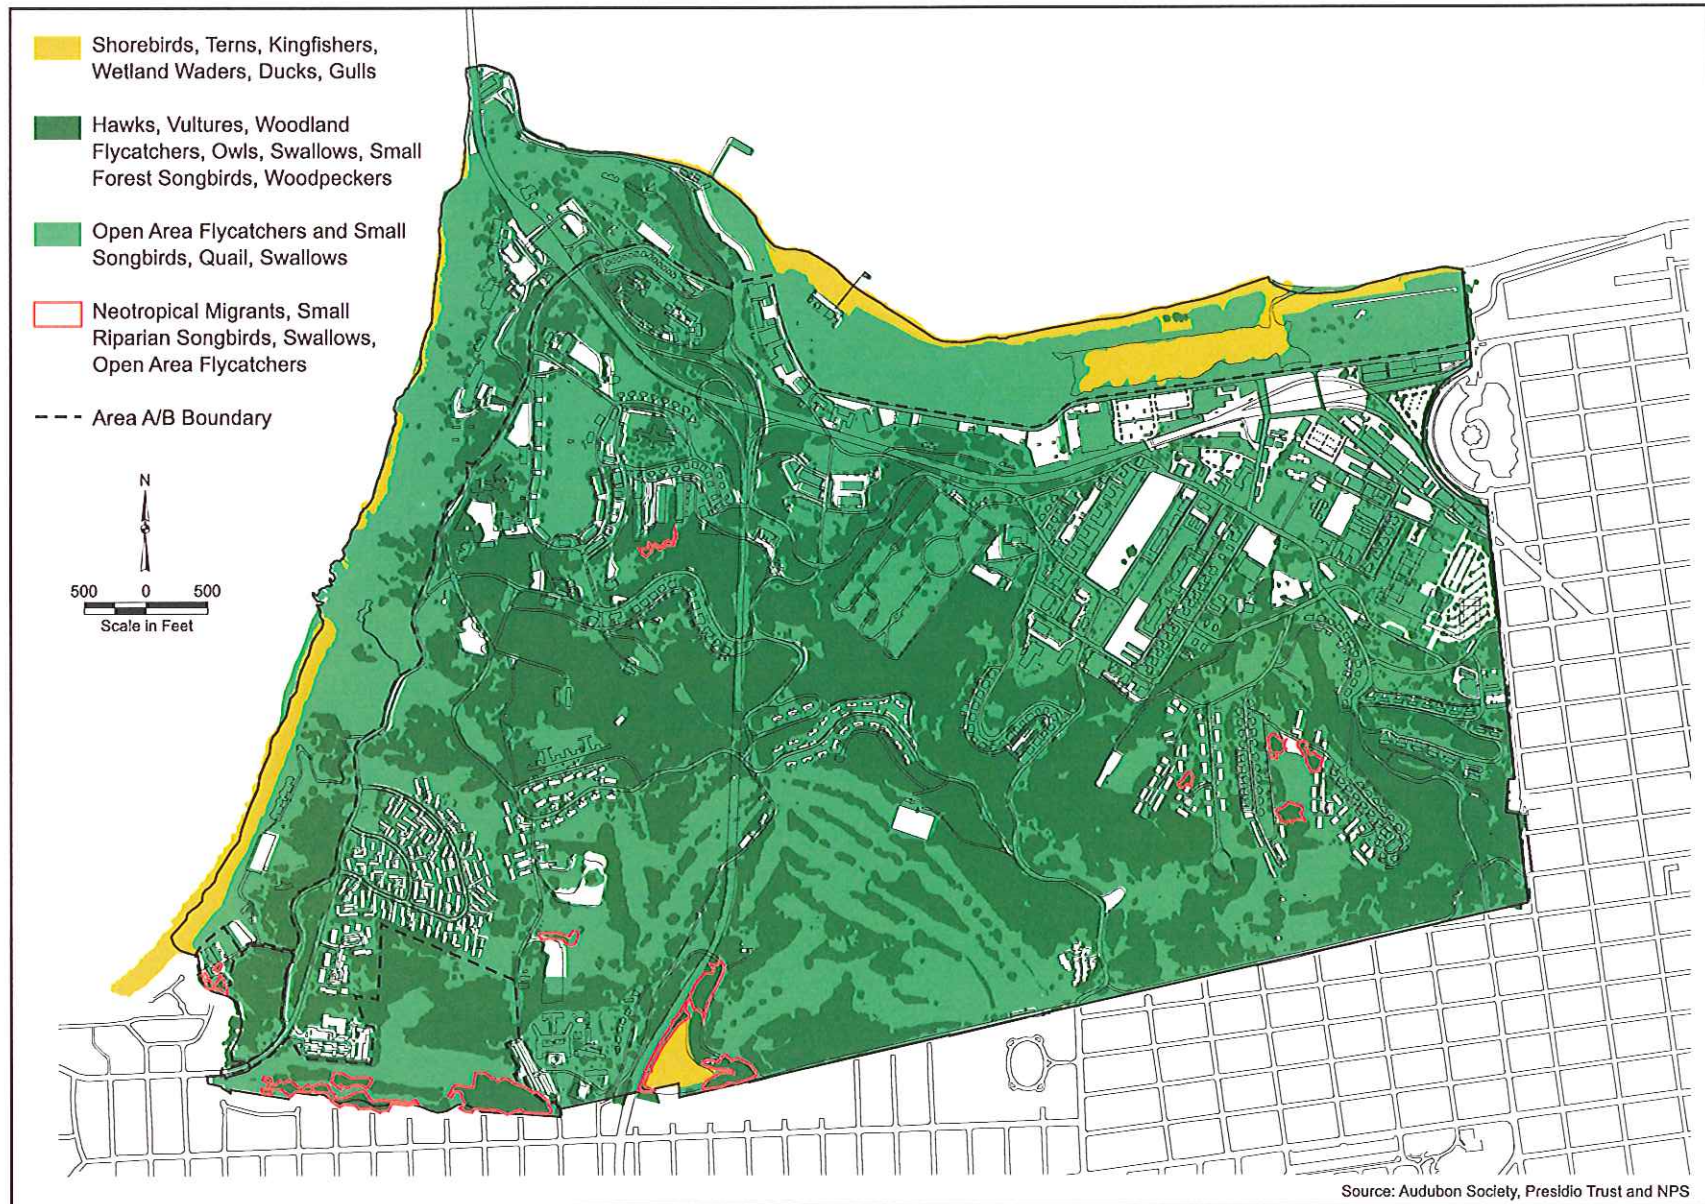 Shorebirds, Terns, Kingfishers,
Wetland Waders, Ducks, Gulls
Hawks, Vultures, Woodland
Flycatchers, Owls, Swallows, Small
Forest Songbirds, Woodpeckers
Open Area Flycatchers and Small
Songbirds, Quail, Swallows
Neotropical Migrants, Small
Riparian Songbirds, Swallows,
Open Area Flycatchers
Area A/B Boundary
N
500 0 500
Scale in Feet
Source: Audubon Society, Presidio Trust and NPS